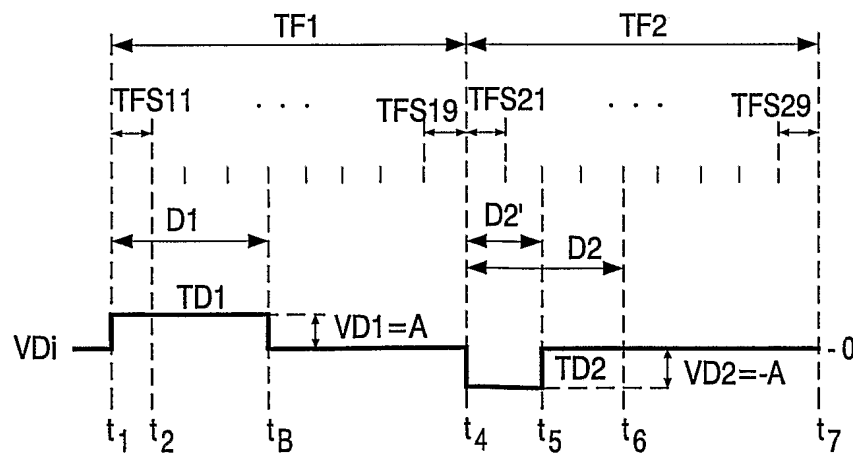 TF1 TF2
TFS11 . . . TFS19 TFS21 . . . TFS29
D1 D2' D2
TD1 VD1=A
VDi TD2 VD2=-A -0
t1 t2 tB t4 t5 t6 t7